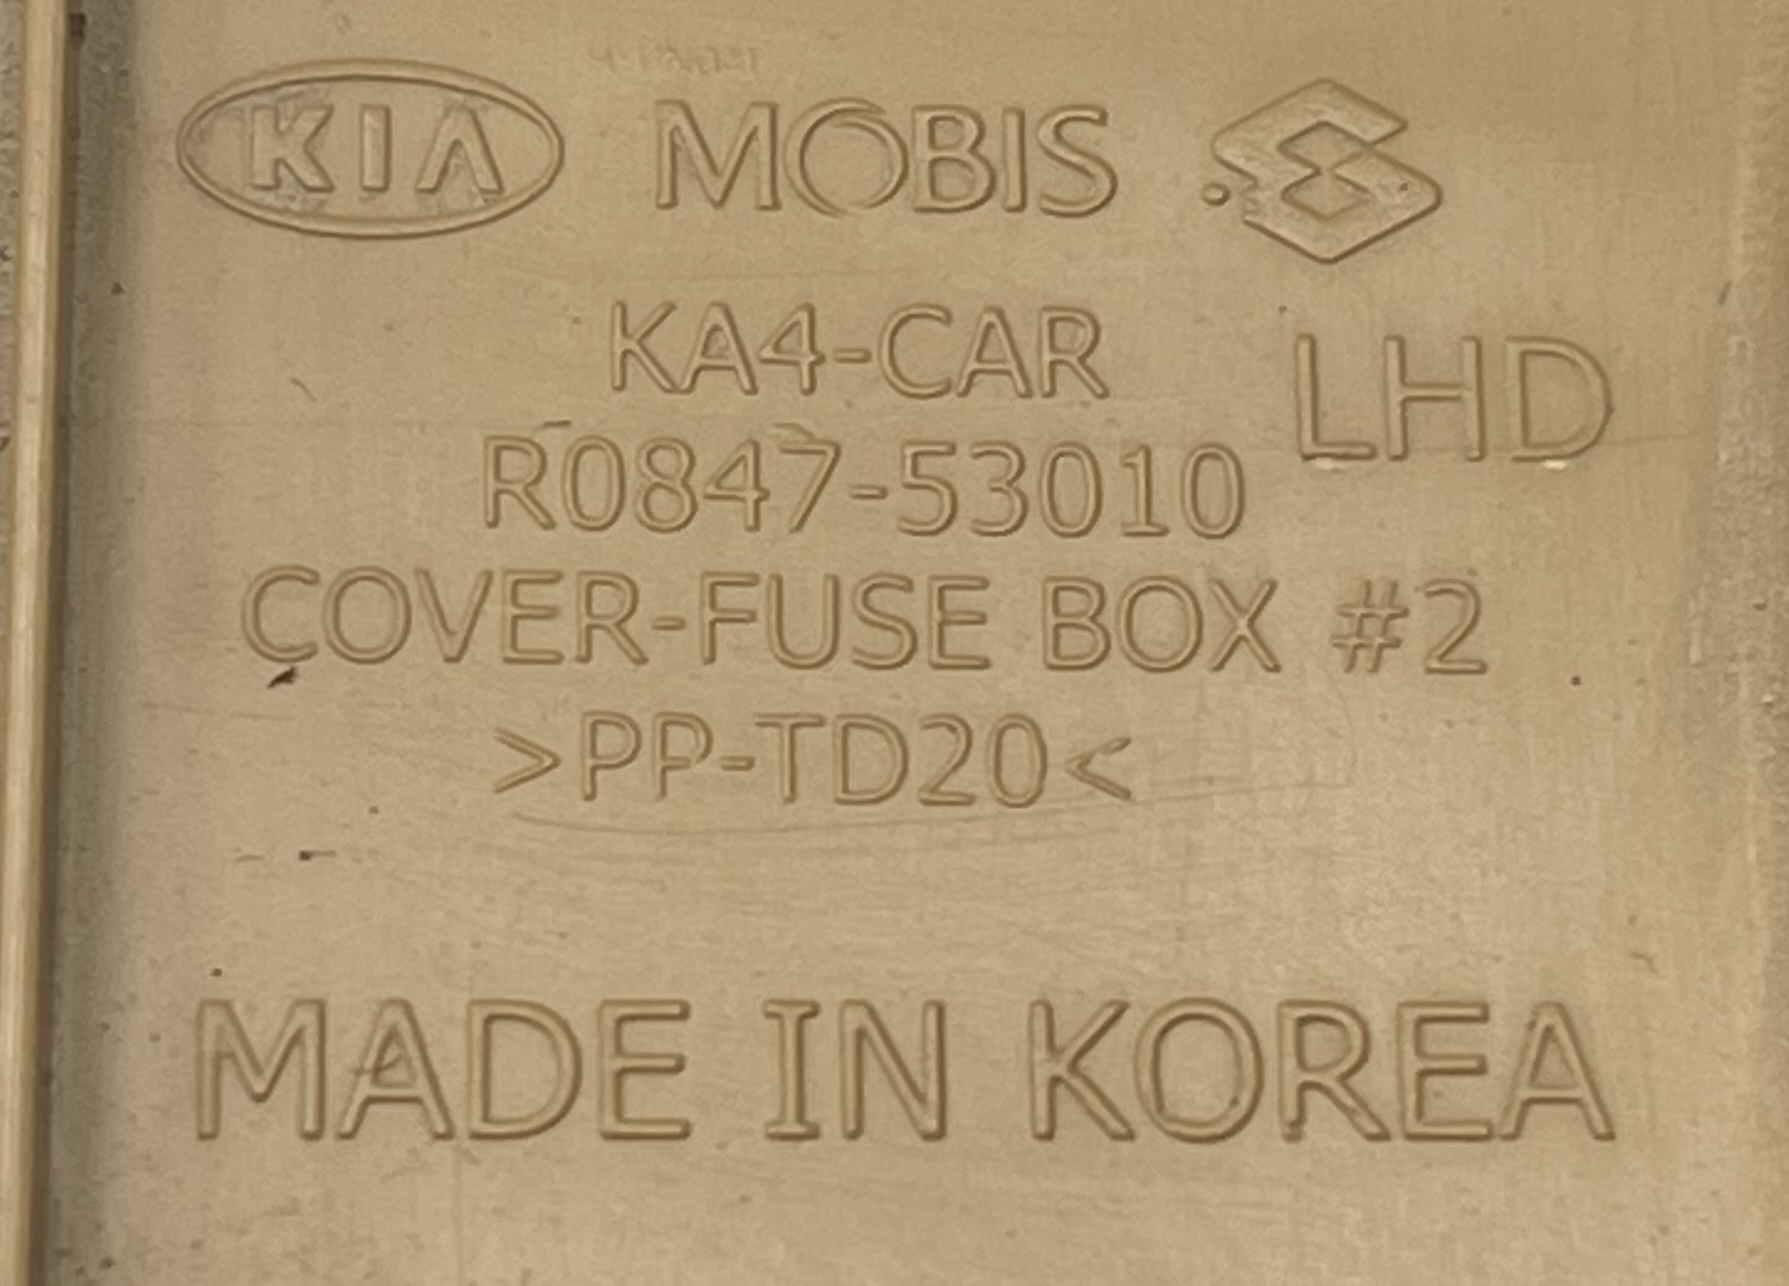 KIA MOBIS
KA4-CAR
LHD
R0847-53010
COVER-FUSE BOX #2
>PP-TD20<
MADE IN KOREA